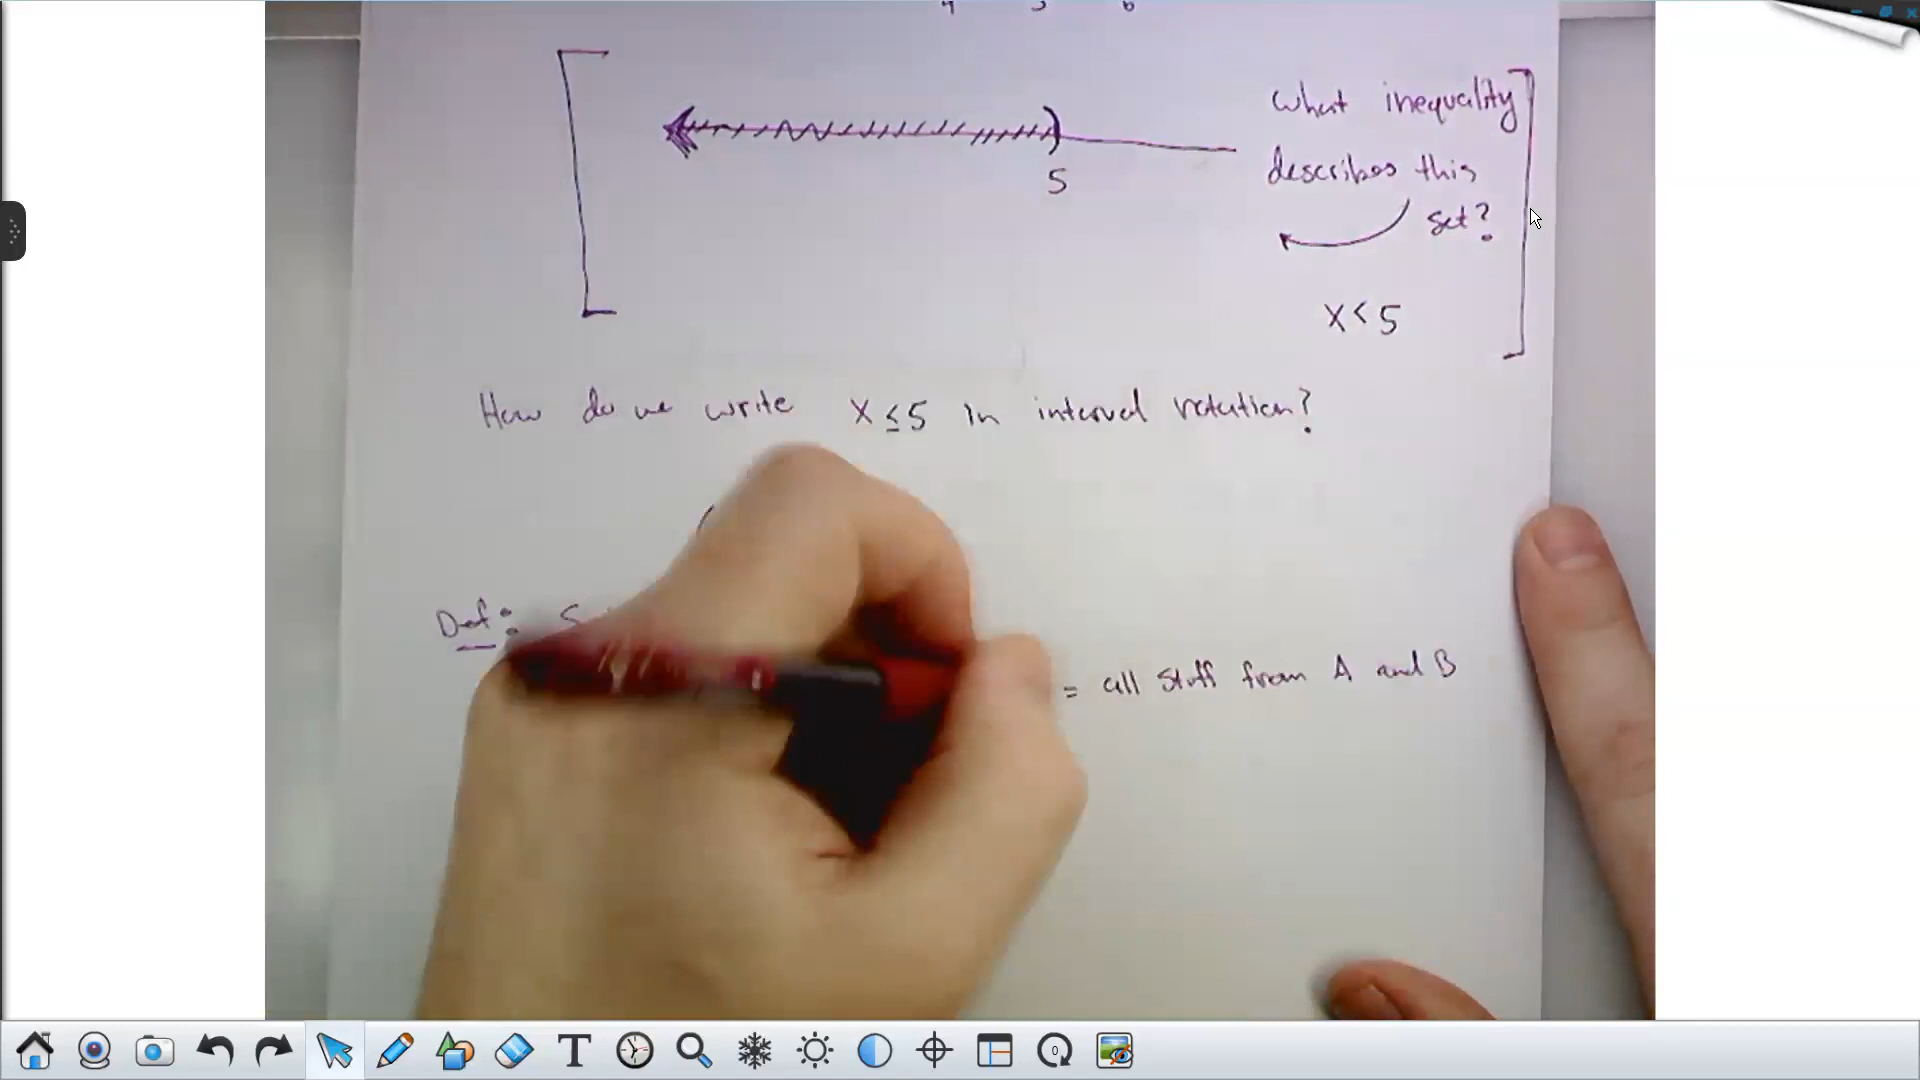 5
What inequality
describes this
set?
x < 5
How do we write x ≤ 5 in interval notation?
(
Def: S
= all stuff from A and B
T
0